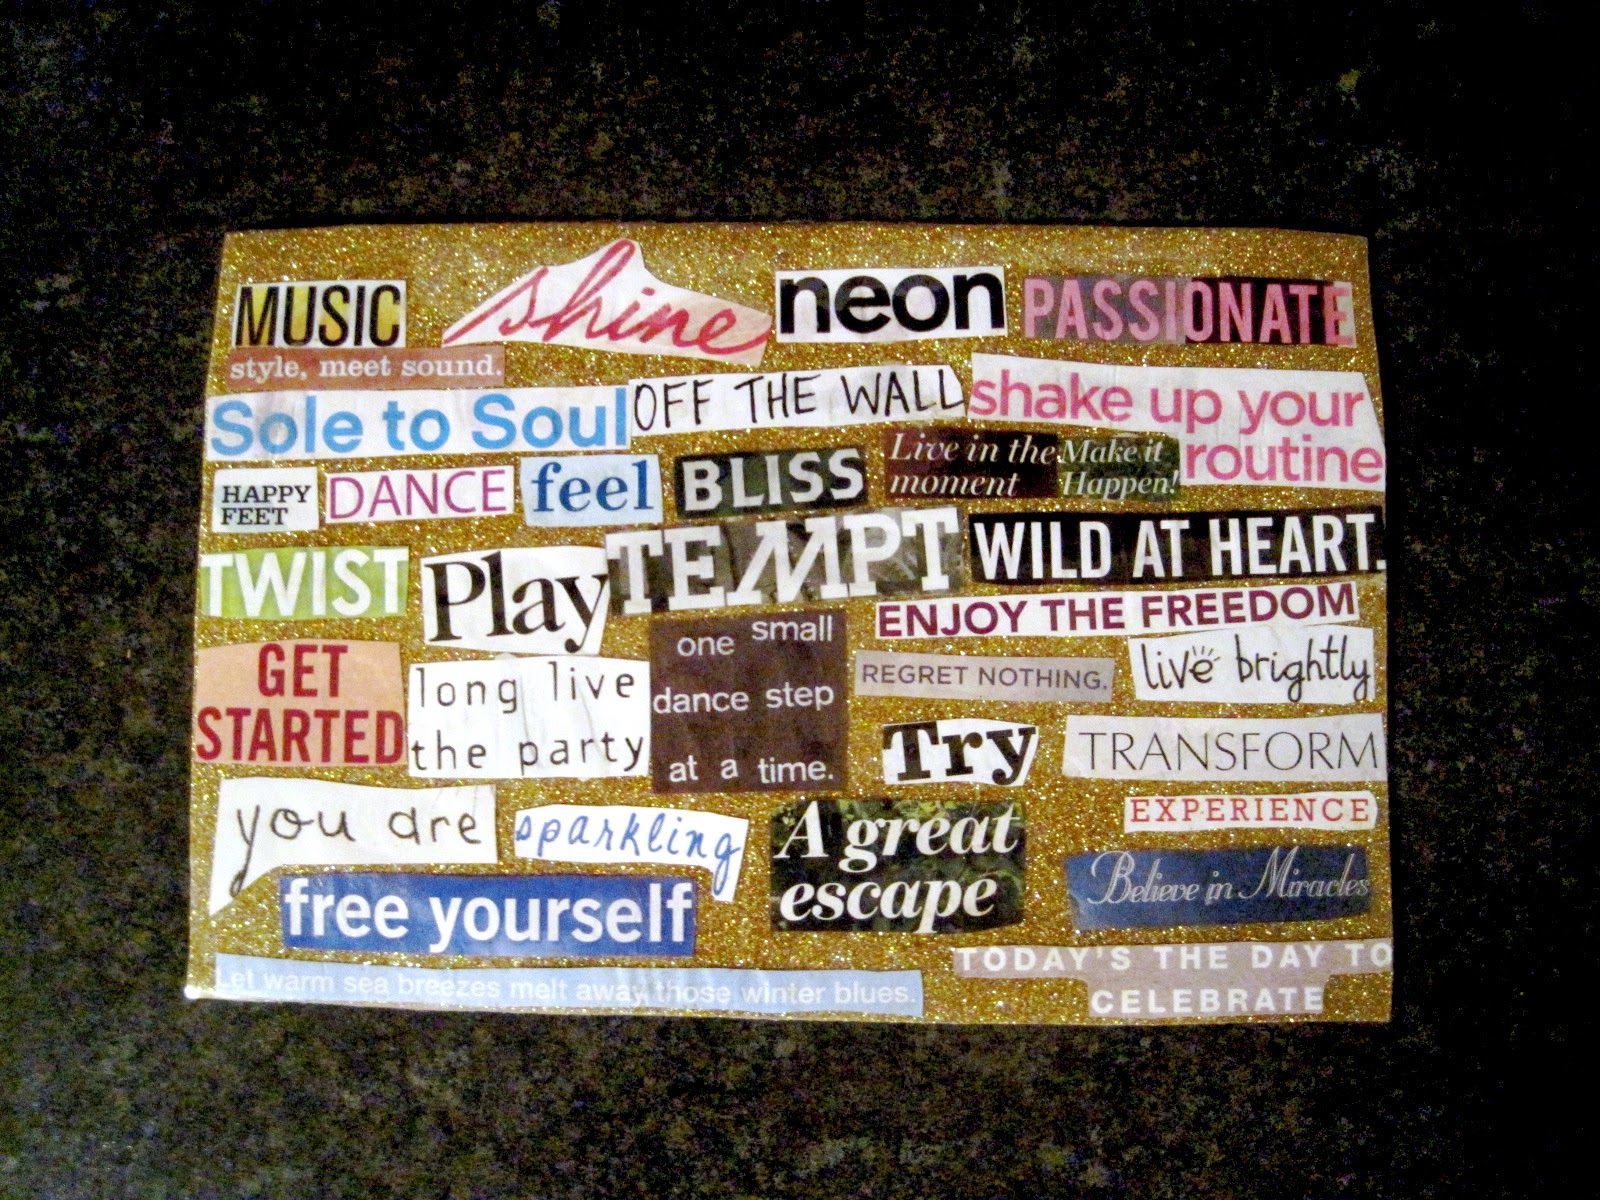 MUSIC
shine
neon
PASSIONATE
style, meet sound.
Sole to Soul
OFF THE WALL
shake up your
routine
HAPPY
FEET
DANCE
feel
BLISS
Live in the
moment
Make it
Happen!
TWIST
Play
TEMPT
WILD AT HEART.
ENJOY THE FREEDOM
GET
STARTED
long live
the party
one small
dance step
at a time.
REGRET NOTHING.
live brightly
Try
TRANSFORM
you are
sparkling
A great
escape
EXPERIENCE
Believe in Miracles
free yourself
Let warm sea breezes melt away those winter blues.
TODAY'S THE DAY TO
CELEBRATE